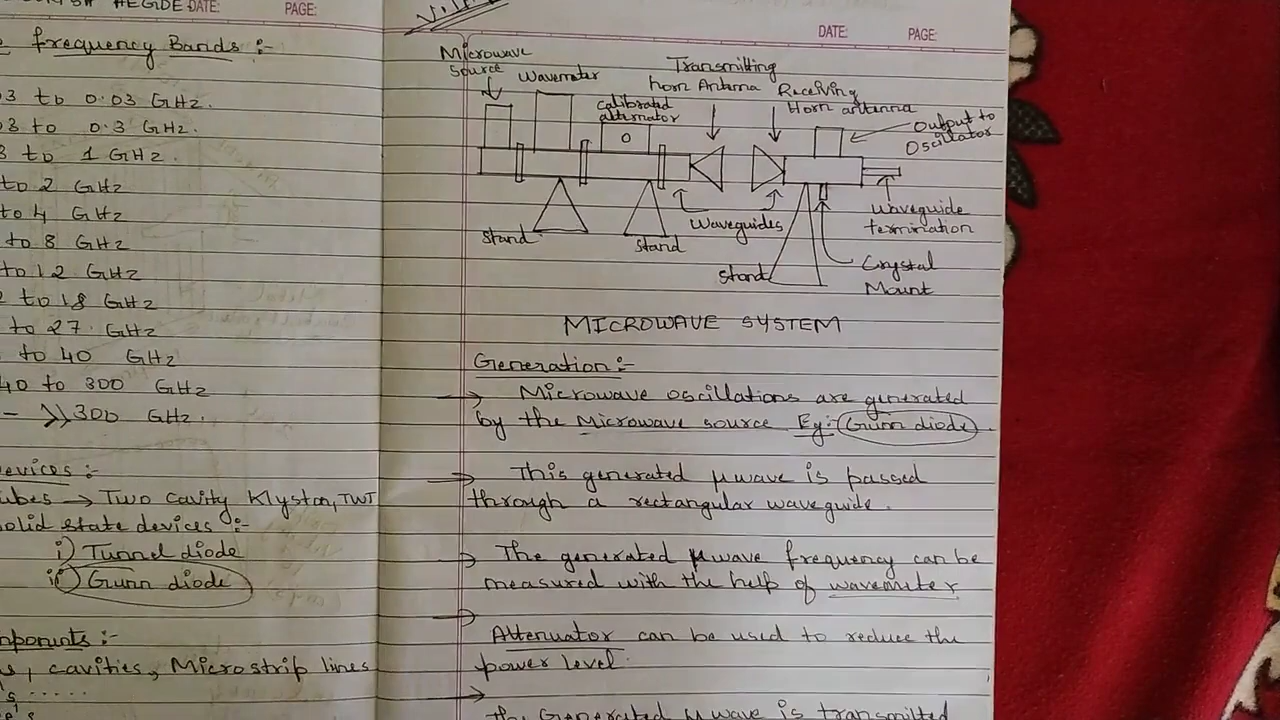 HEGDE DATE: PAGE:
frequency Bands :-
03 to 0.03 GHz.
03 to 0.3 GHz.
3 to 1 GHz.
to 2 GHz
to 4 GHz
to 8 GHz
to 12 GHz
to 18 GHz
to 27. GHz
to 40 GHz
40 to 300 GHz
- >>300 GHz.
evices :-
ubes → Two cavity Klyston, TWT
olid state devices :-
i) Tunnel diode
ii) Gunn diode
mponents :-
s, cavities, Microstrip lines
's .....
DATE: PAGE:
Microwave
source
Wavemeter
calibrated
alternator
Transmitting
horn Antenna
Receiving
Horn antenna
Output to
Oscillator
stand
stand
Waveguides
Waveguide
termination
stand
Crystal
Mount
MICROWAVE SYSTEM
Generation :-
→ Microwave oscillations are generated
by the Microwave source Eg: Gunn diode.
→ This generated μwave is passed
through a rectangular waveguide.
→ The generated μwave frequency can be
measured with the help of wavemeter.
→ Attenuator can be used to reduce the
power level.
→
the Generated μwave is transmitted